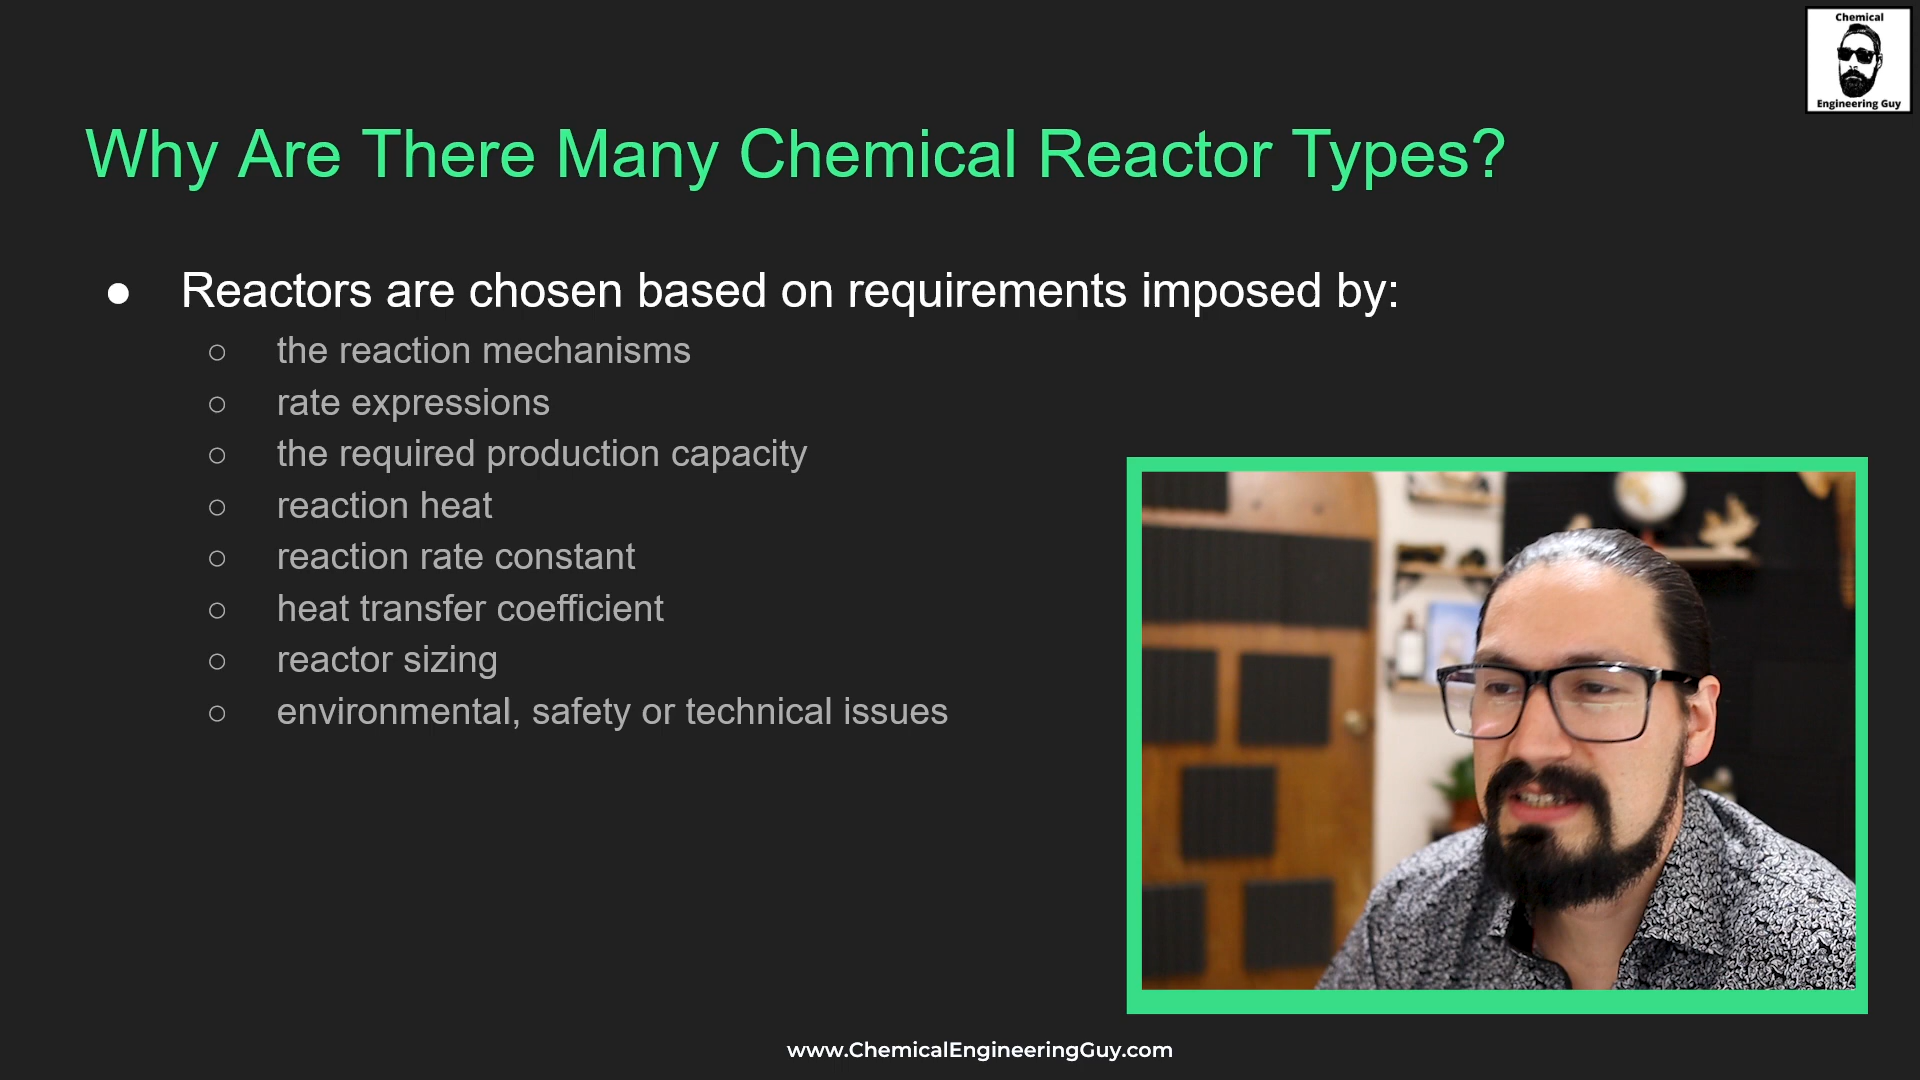 Chemical
Engineering Guy
Why Are There Many Chemical Reactor Types?
● Reactors are chosen based on requirements imposed by:
○ the reaction mechanisms
○ rate expressions
○ the required production capacity
○ reaction heat
○ reaction rate constant
○ heat transfer coefficient
○ reactor sizing
○ environmental, safety or technical issues
www.ChemicalEngineeringGuy.com